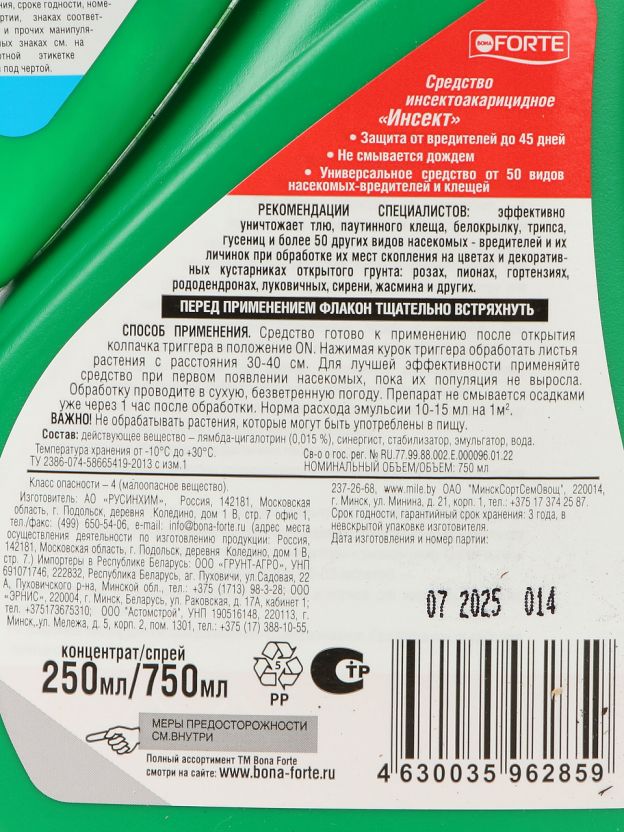 ния, сроке годности, номе-
ртии, знаках соответ-
и прочих манипуля-
ных знаках см. на
этикетке
под чертой.
BONA FORTE
Средство
инсектоакарицидное
«Инсект»
• Защита от вредителей до 45 дней
• Не смывается дождем
• Универсальное средство от 50 видов
насекомых-вредителей и клещей
РЕКОМЕНДАЦИИ СПЕЦИАЛИСТОВ: эффективно
уничтожает тлю, паутинного клеща, белокрылку, трипса,
гусениц и более 50 других видов насекомых - вредителей и их
личинок при обработке их мест скопления на цветах и декоратив-
ных кустарниках открытого грунта: розах, пионах, гортензиях,
рододендронах, луковичных, сирени, жасмина и других.
ПЕРЕД ПРИМЕНЕНИЕМ ФЛАКОН ТЩАТЕЛЬНО ВСТРЯХНУТЬ
СПОСОБ ПРИМЕНЕНИЯ. Средство готово к применению после открытия
колпачка триггера в положение ON. Нажимая курок триггера обработать листья
растения с расстояния 30-40 см. Для лучшей эффективности применяйте
средство при первом появлении насекомых, пока их популяция не выросла.
Обработку проводите в сухую, безветренную погоду. Препарат не смывается осадками
уже через 1 час после обработки. Норма расхода эмульсии 10-15 мл на 1м².
ВАЖНО! Не обрабатывать растения, которые могут быть употреблены в пищу.
Состав: действующее вещество – лямбда-цигалотрин (0,015 %), синергист, стабилизатор, эмульгатор, вода.
Температура хранения от -10°С до +30°С. Св-о о гос. рег. № RU.77.99.88.002.Е.000096.01.22
ТУ 2386-074-58665419-2013 с изм.1 НОМИНАЛЬНЫЙ ОБЪЕМ/ОБЪЕМ: 750 мл
Класс опасности – 4 (малоопасное вещество).
Изготовитель: АО «РУСИНХИМ», Россия, 142181, Московская
область, г. Подольск, деревня Коледино, дом 1 В, стр. 7 офис 1,
тел./факс: (499) 650-54-06, e-mail: info@bona-forte.ru (адрес места
осуществления деятельности по изготовлению продукции: Россия,
142181, Московская область, г. Подольск, деревня Коледино, дом 1 В,
стр. 7.) Импортеры в Республике Беларусь: ООО «ГРУНТ-АГРО», УНП
691071746, 222832, Республика Беларусь, аг. Пуховичи, ул.Садовая, 22
А, Пуховичского р-на, Минской обл., тел.: +375 (1713) 98-3-28; ООО
«ЭРНИС», 220004, г. Минск, Беларусь, ул. Раковская, д. 17А, кабинет 1;
тел. +375173675310; ООО "Астомстрой", УНП 190516148, 220113, г.
Минск,.ул. Мележа, д. 5, корп. 2, пом. 1301, тел.: +375 (17) 388-10-55,
237-26-68, www.mile.by ОАО "МинскСортСемОвощ", 220014,
г. Минск, ул. Минина, д. 21, корп. 1, тел.: +375 17 374 25 87.
Срок годности, гарантийный срок хранения: 3 года, в
невскрытой упаковке изготовителя.
Дата изготовления и номер партии:
07 2025 014
концентрат/спрей
250мл/750мл
5
PP
СТР
МЕРЫ ПРЕДОСТОРОЖНОСТИ
СМ.ВНУТРИ
Полный ассортимент ТМ Bona Forte
смотри на сайте: www.bona-forte.ru
4 630035 962859